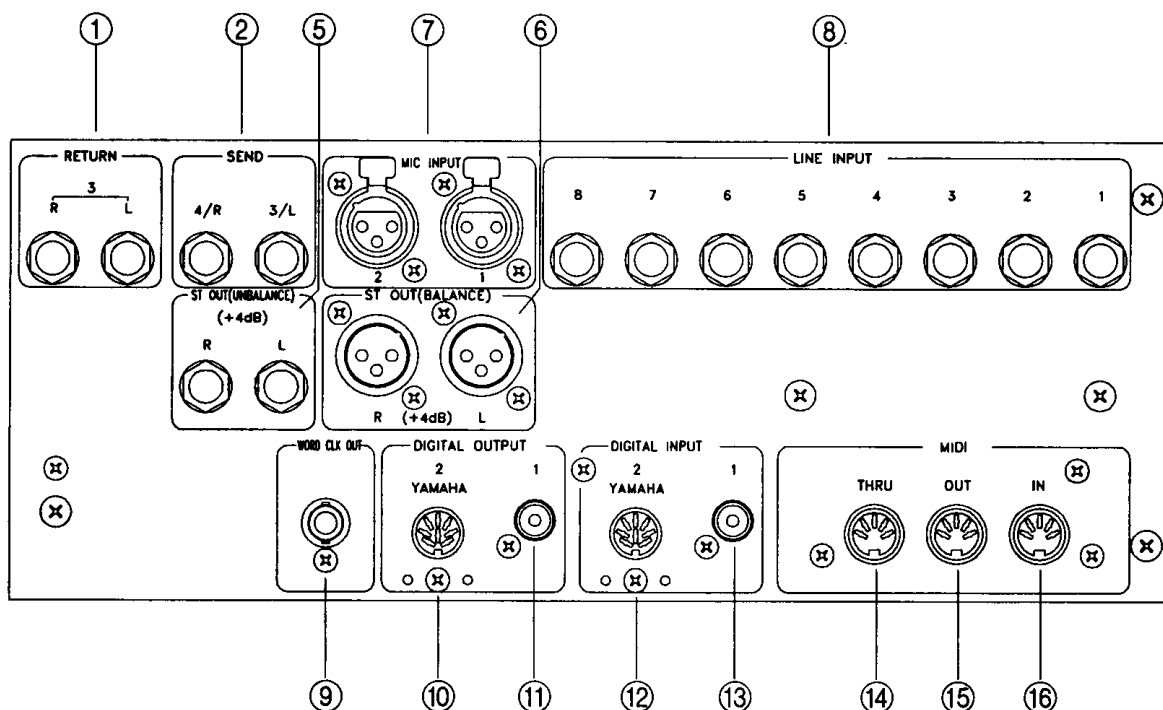 ① ② ⑤ ⑦ ⑥ ⑧
RETURN SEND MIC INPUT LINE INPUT
3
R L 4/R 3/L 8 7 6 5 4 3 2 1
2 1
ST OUT(UNBALANCE) ST OUT(BALANCE)
(+4dB)
R L
R (+4dB) L
WORD CLK OUT DIGITAL OUTPUT DIGITAL INPUT MIDI
2 1 2 1
YAMAHA YAMAHA THRU OUT IN
⑨ ⑩ ⑪ ⑫ ⑬ ⑭ ⑮ ⑯